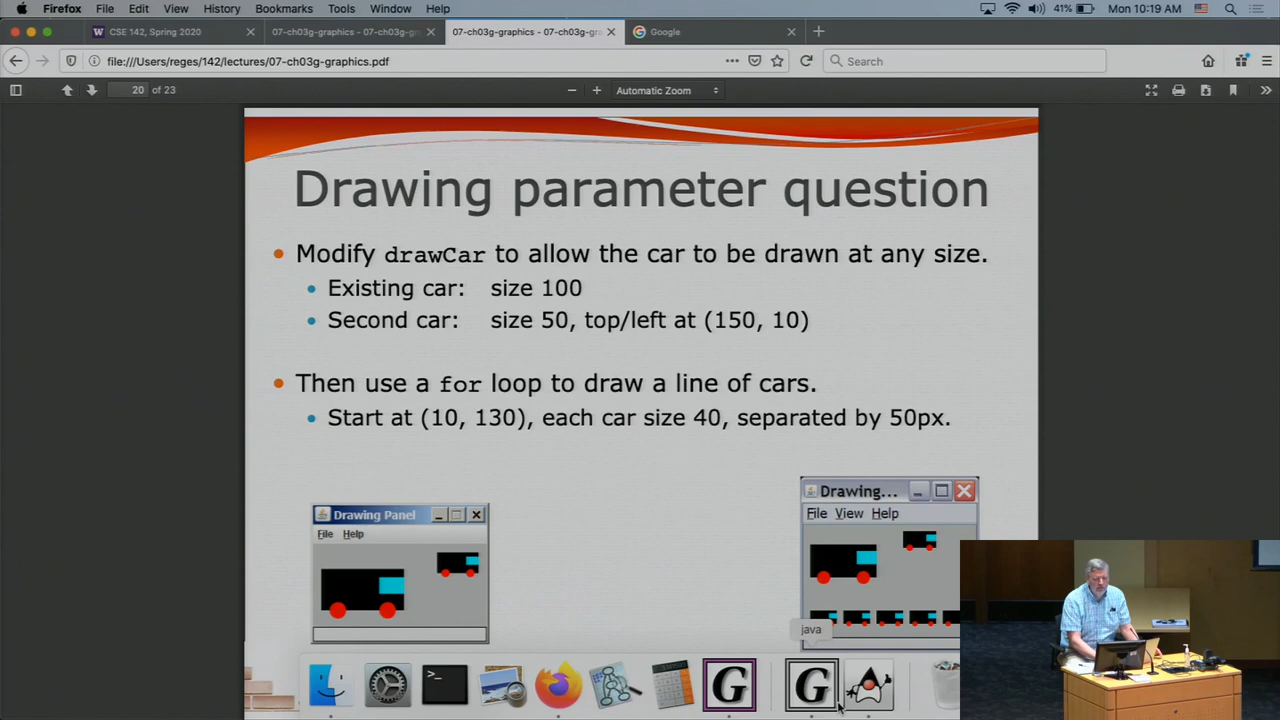 Firefox File Edit View History Bookmarks Tools Window Help 41% Mon 10:19 AM
CSE 142, Spring 2020 07-ch03g-graphics - 07-ch03g-gr 07-ch03g-graphics - 07-ch03g-gra Google
file:///Users/reges/142/lectures/07-ch03g-graphics.pdf Search
20 of 23 Automatic Zoom
Drawing parameter question
• Modify drawCar to allow the car to be drawn at any size.
• Existing car: size 100
• Second car: size 50, top/left at (150, 10)
• Then use a for loop to draw a line of cars.
• Start at (10, 130), each car size 40, separated by 50px.
Drawing Panel
File Help
Drawing...
File View Help
java